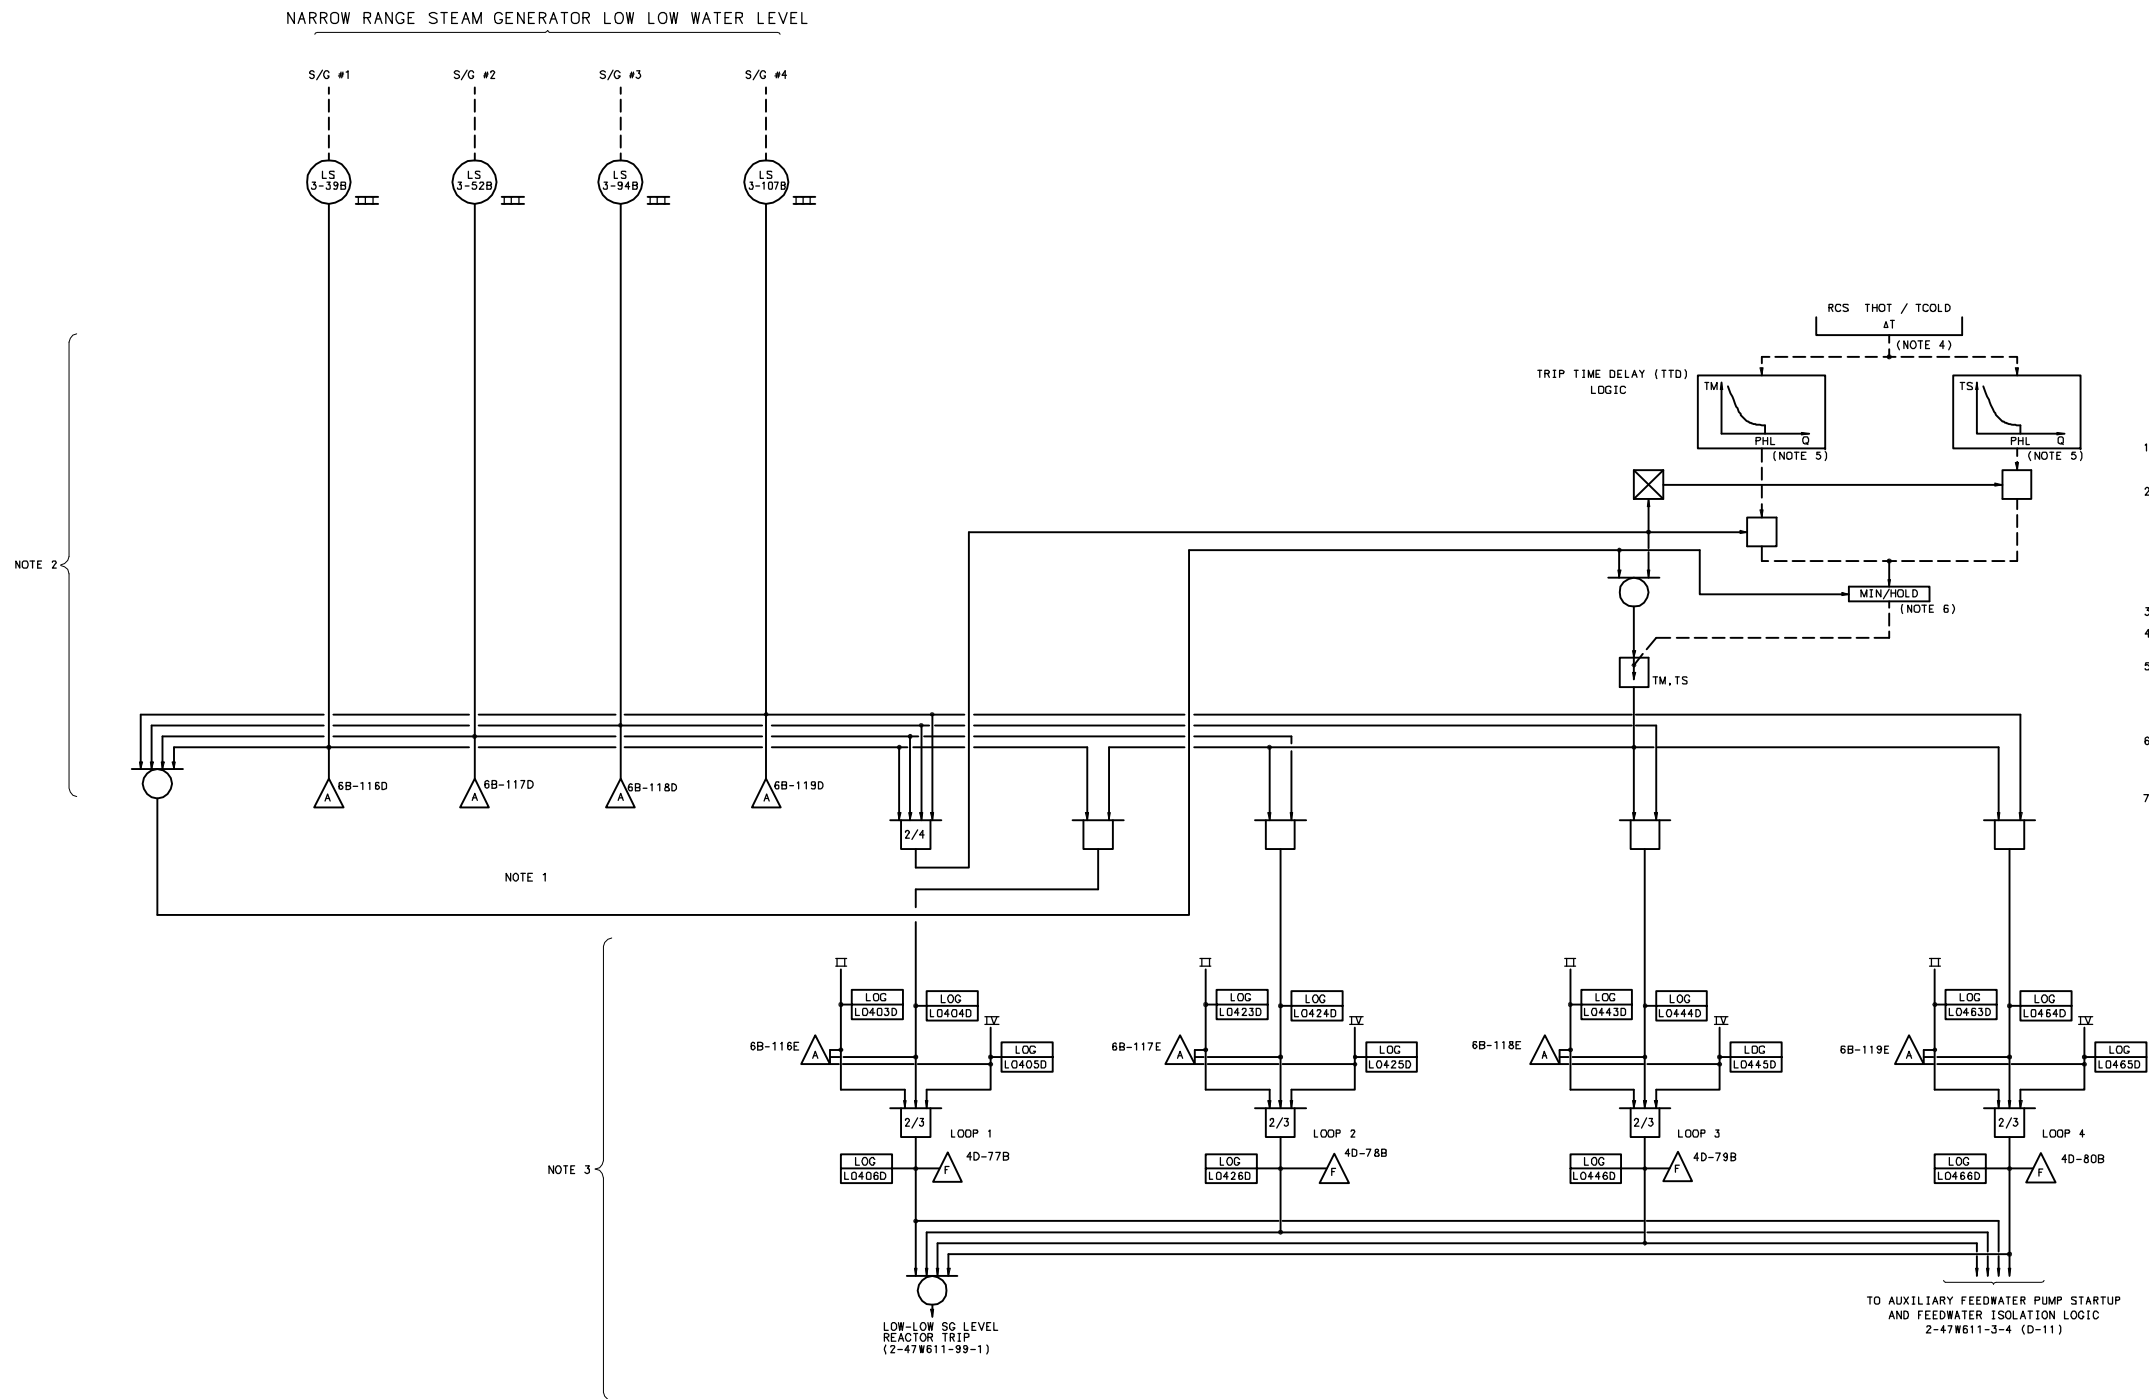 NARROW RANGE STEAM GENERATOR LOW LOW WATER LEVEL
S/G #1
S/G #2
S/G #3
S/G #4
LS
3-39B
III
LS
3-52B
III
LS
3-94B
III
LS
3-107B
III
RCS THOT / TCOLD
ΔT
(NOTE 4)
TRIP TIME DELAY (TTD)
LOGIC
TM
PHL Q
(NOTE 5)
TS
PHL Q
(NOTE 5)
1
2
NOTE 2
MIN/HOLD
(NOTE 6)
3
4
5
TM,TS
6
7
A
6B-116D
A
6B-117D
A
6B-118D
A
6B-119D
2/4
NOTE 1
II
LOG
L0403D
LOG
L0404D
IV
6B-116E
A
LOG
L0405D
2/3
LOOP 1
LOG
L0406D
F
4D-77B
II
LOG
L0423D
LOG
L0424D
IV
6B-117E
A
LOG
L0425D
2/3
LOOP 2
LOG
L0426D
F
4D-78B
II
LOG
L0443D
LOG
L0444D
IV
6B-118E
A
LOG
L0445D
2/3
LOOP 3
LOG
L0446D
F
4D-79B
II
LOG
L0463D
LOG
L0464D
IV
6B-119E
A
LOG
L0465D
2/3
LOOP 4
LOG
L0466D
F
4D-80B
NOTE 3
LOW-LOW SG LEVEL
REACTOR TRIP
(2-47W611-99-1)
TO AUXILIARY FEEDWATER PUMP STARTUP
AND FEEDWATER ISOLATION LOGIC
2-47W611-3-4 (D-11)